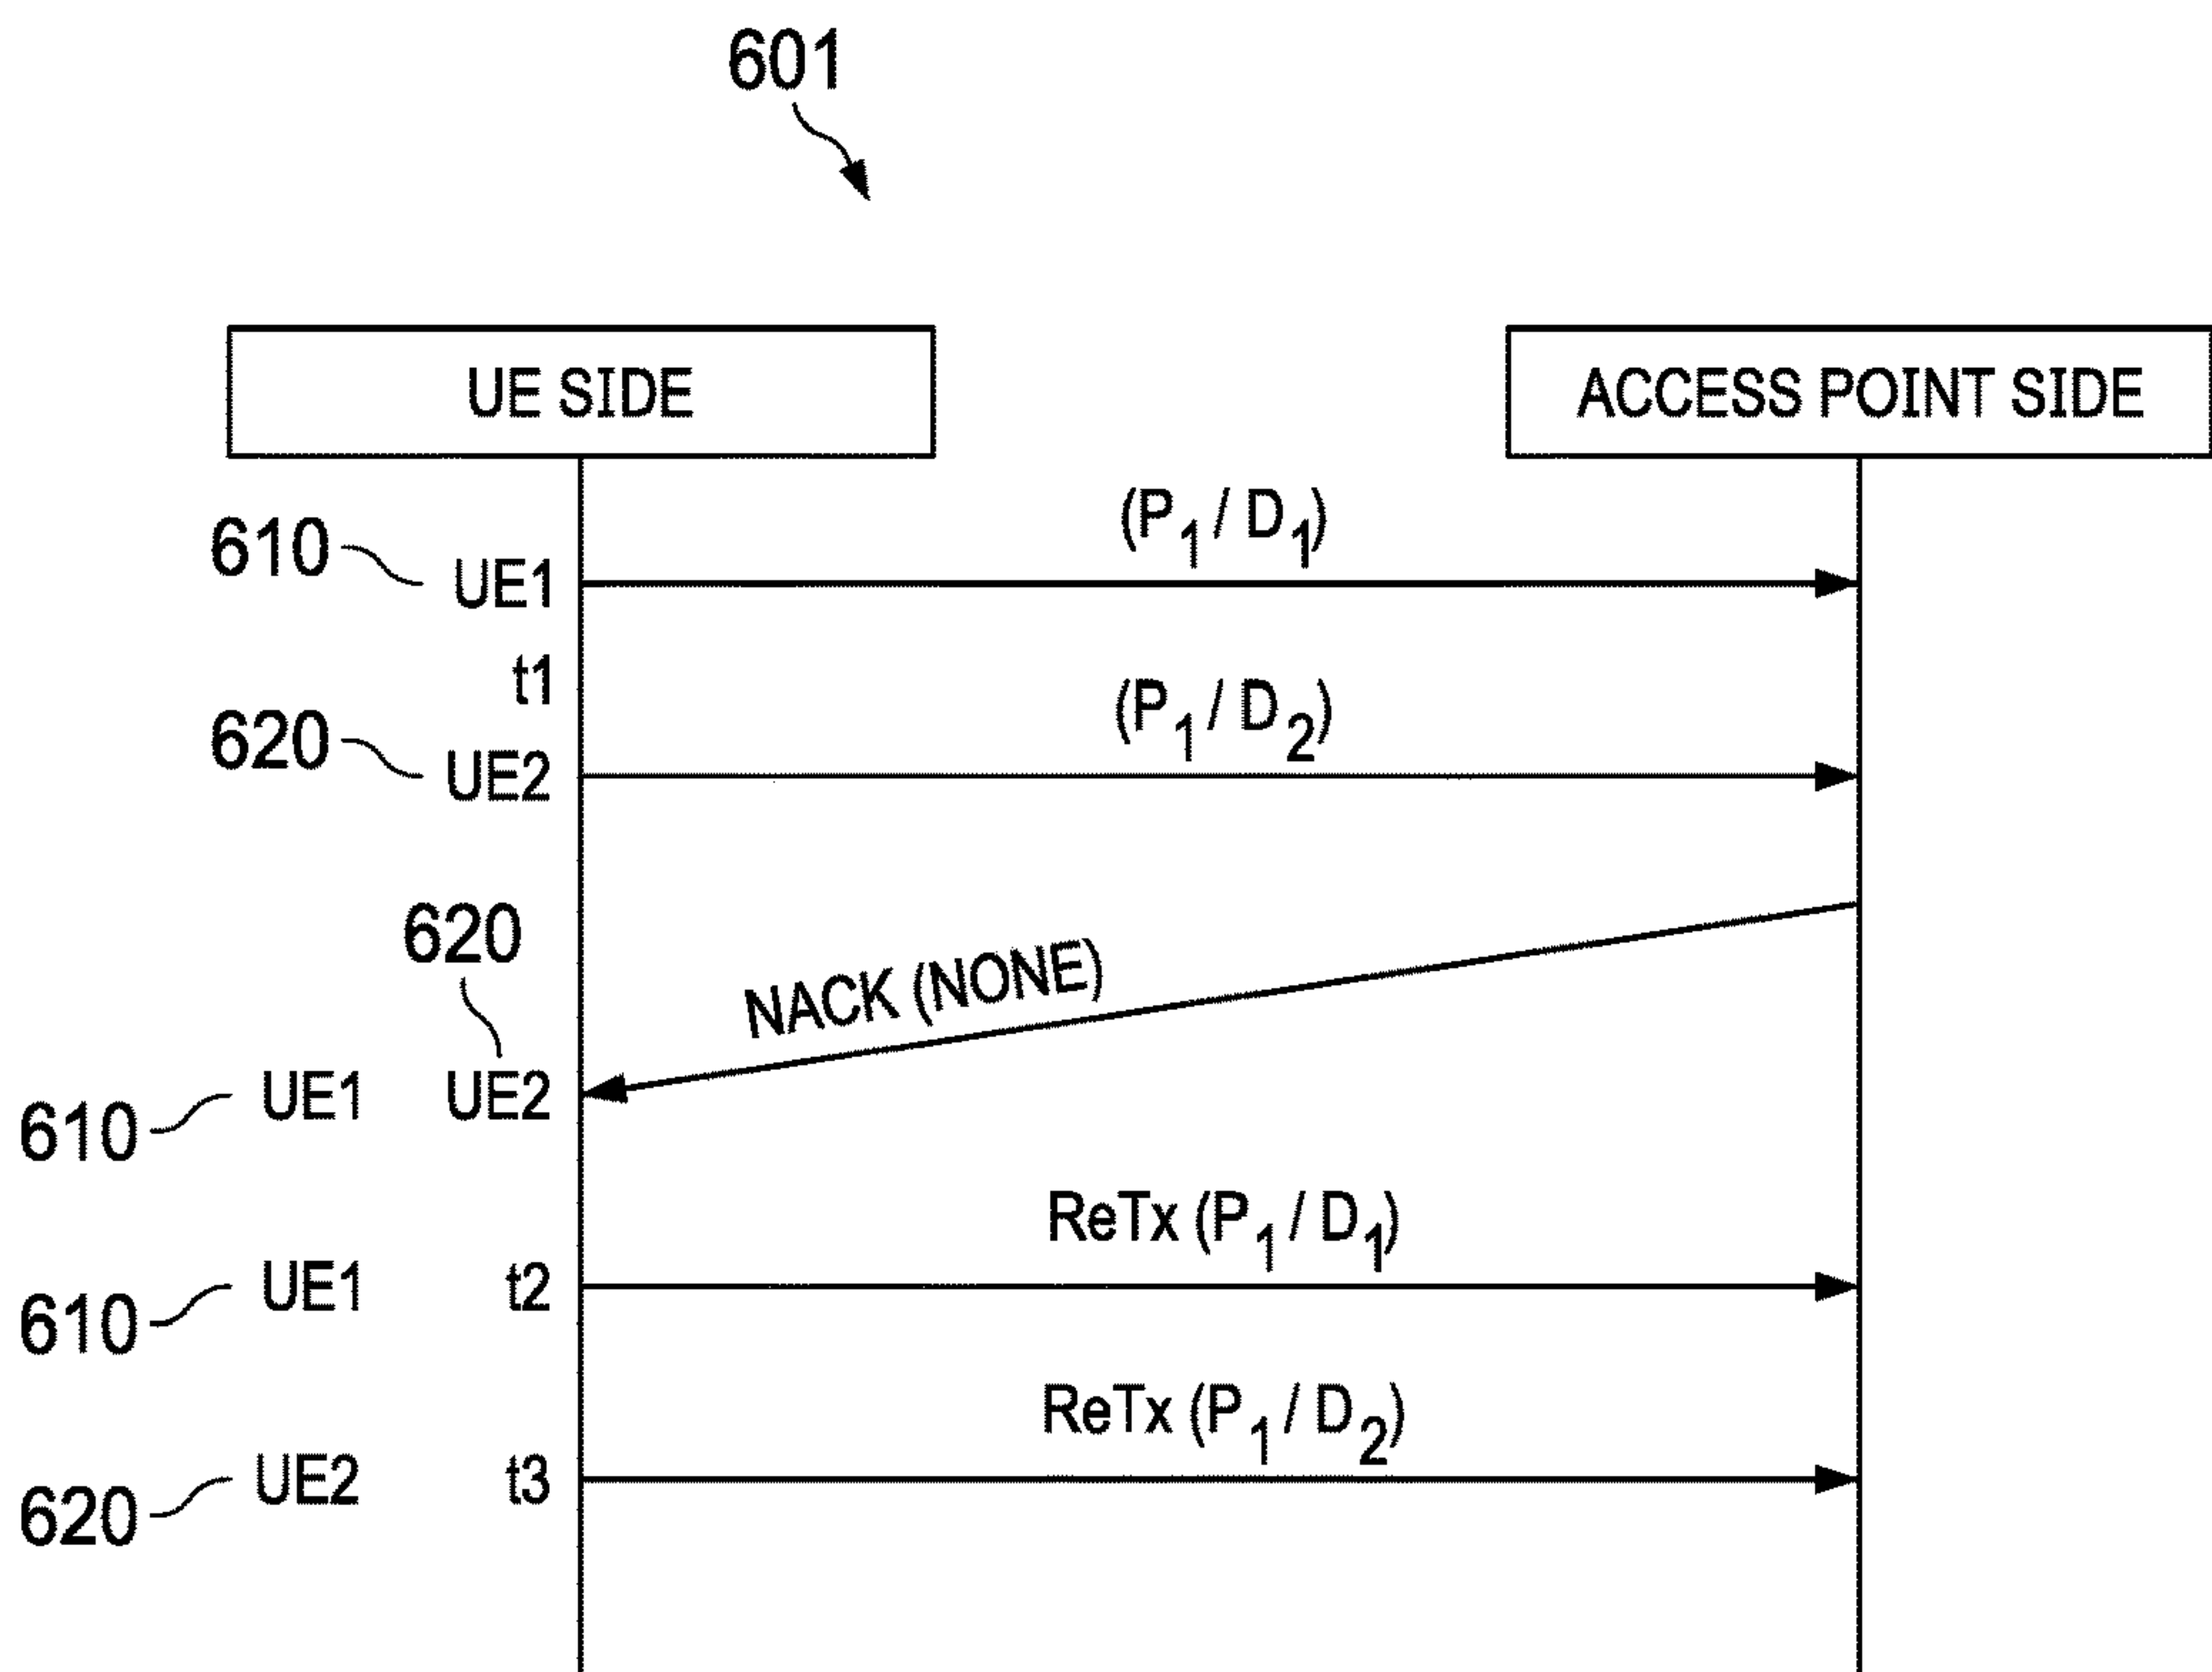 601
UE SIDE
ACCESS POINT SIDE
(P1 / D1)
610
UE1
t1
(P1 / D2)
620
UE2
620
NACK (NONE)
610
UE1
UE2
ReTx (P1 / D1)
610
UE1
t2
ReTx (P1 / D2)
620
UE2
t3